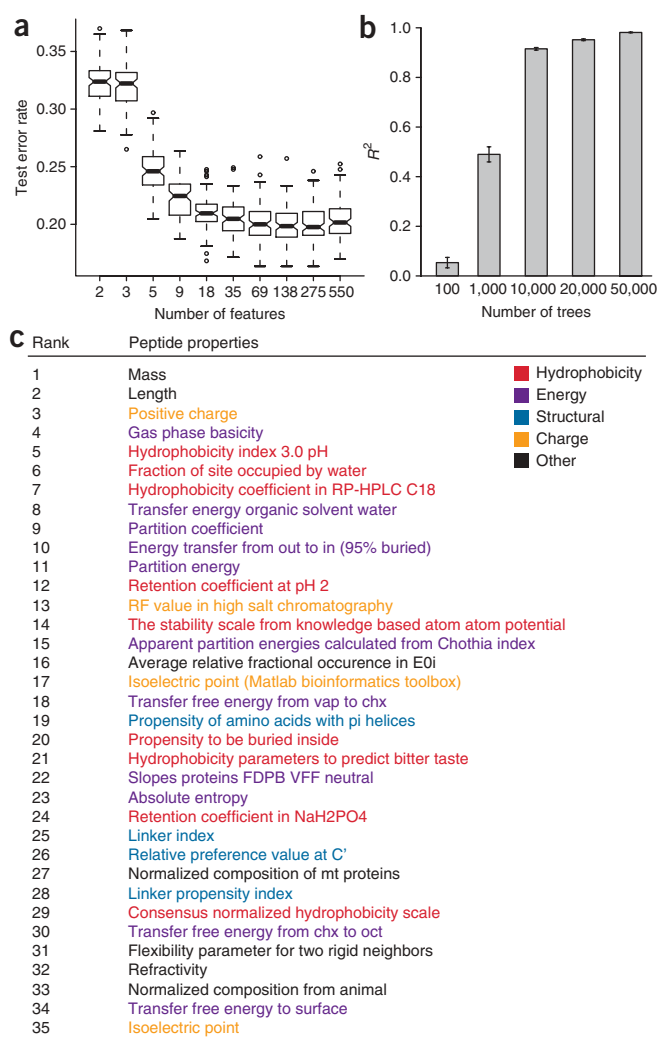 a
Test error rate
0.35
0.30
0.25
0.20
2 3 5 9 18 35 69 138 275 550
Number of features
b
R²
1.0
0.8
0.6
0.4
0.2
0.0
100 1,000 10,000 20,000 50,000
Number of trees
c
Rank Peptide properties
1 Mass
2 Length
3 Positive charge
4 Gas phase basicity
5 Hydrophobicity index 3.0 pH
6 Fraction of site occupied by water
7 Hydrophobicity coefficient in RP-HPLC C18
8 Transfer energy organic solvent water
9 Partition coefficient
10 Energy transfer from out to in (95% buried)
11 Partition energy
12 Retention coefficient at pH 2
13 RF value in high salt chromatography
14 The stability scale from knowledge based atom atom potential
15 Apparent partition energies calculated from Chothia index
16 Average relative fractional occurence in E0i
17 Isoelectric point (Matlab bioinformatics toolbox)
18 Transfer free energy from vap to chx
19 Propensity of amino acids with pi helices
20 Propensity to be buried inside
21 Hydrophobicity parameters to predict bitter taste
22 Slopes proteins FDPB VFF neutral
23 Absolute entropy
24 Retention coefficient in NaH2PO4
25 Linker index
26 Relative preference value at C'
27 Normalized composition of mt proteins
28 Linker propensity index
29 Consensus normalized hydrophobicity scale
30 Transfer free energy from chx to oct
31 Flexibility parameter for two rigid neighbors
32 Refractivity
33 Normalized composition from animal
34 Transfer free energy to surface
35 Isoelectric point
Hydrophobicity
Energy
Structural
Charge
Other